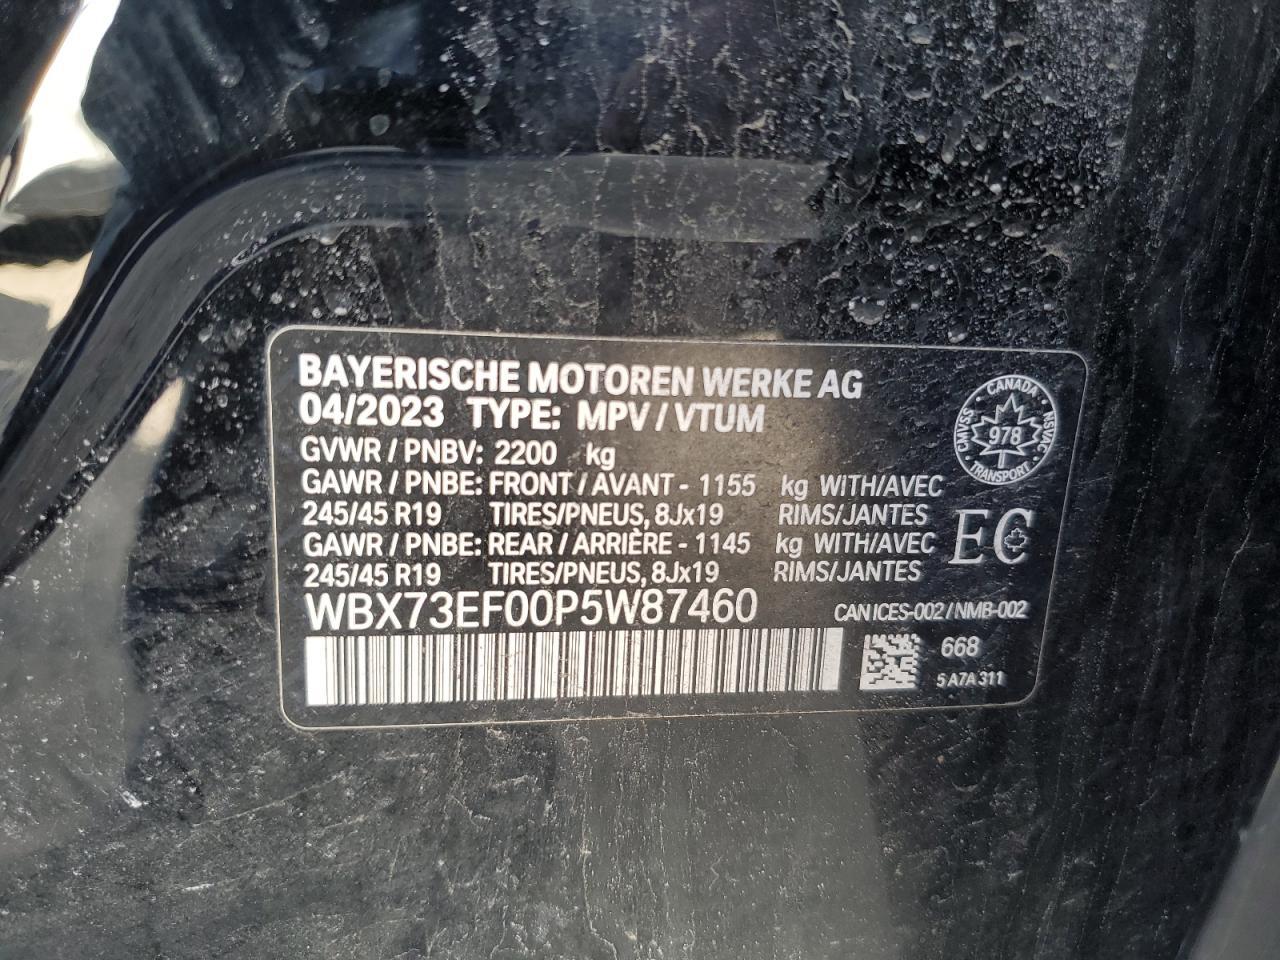 BAYERISCHE MOTOREN WERKE AG
04/2023 TYPE: MPV / VTUM
GVWR / PNBV: 2200 kg
GAWR / PNBE: FRONT / AVANT - 1155 kg WITH/AVEC
245/45 R19 TIRES/PNEUS, 8Jx19 RIMS/JANTES
GAWR / PNBE: REAR / ARRIÈRE - 1145 kg WITH/AVEC
245/45 R19 TIRES/PNEUS, 8Jx19 RIMS/JANTES
WBX73EF00P5W87460
CANADA
CMVSS 978 NSVAC
TRANSPORT
EC
CAN ICES-002 / NMB-002
668
5 A7A 311